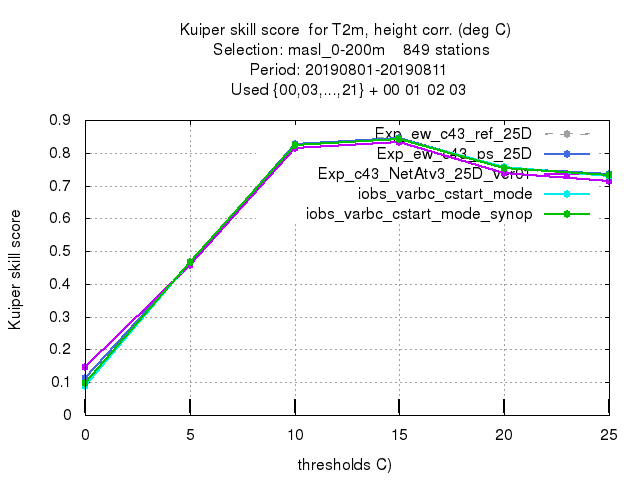 Kuiper skill score  for T2m, height corr. (deg C)
Selection: masl_0-200m    849 stations
Period: 20190801-20190811
Used {00,03,...,21} + 00 01 02 03
Kuiper skill score
0.9
0.8
0.7
0.6
0.5
0.4
0.3
0.2
0.1
0
Exp_ew_c43_ref_25D
Exp_ew_c43_ps_25D
Exp_c43_NetAtv3_25D_ver01
iobs_varbc_cstart_mode
iobs_varbc_cstart_mode_synop
0 5 10 15 20 25
thresholds C)